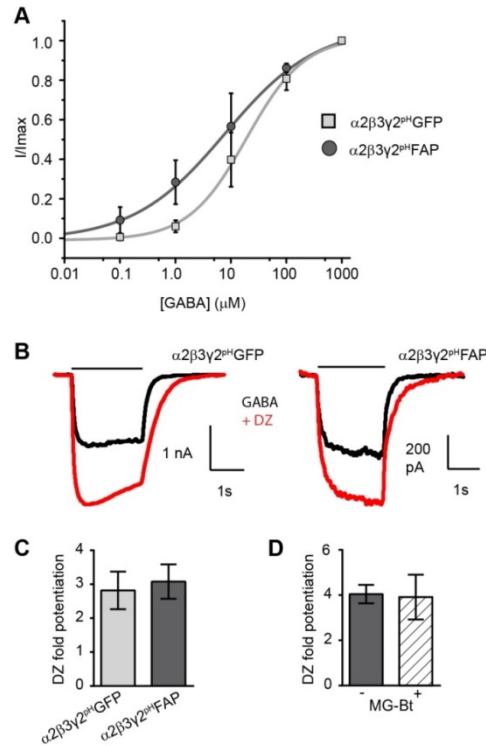 A
I/Imax
1.0
0.8
0.6
0.4
0.2
0.0
0.01 0.1 1.0 10 100 1000
[GABA] (μM)
α2β3γ2ᵖᴴGFP
α2β3γ2ᵖᴴFAP
B
α2β3γ2ᵖᴴGFP
α2β3γ2ᵖᴴFAP
GABA
+ DZ
1 nA
1s
200
pA
1s
C
DZ fold potentiation
4
3
2
1
0
α2β3γ2ᵖᴴGFP
α2β3γ2ᵖᴴFAP
D
DZ fold potentiation
6
4
2
0
- +
MG-Bt